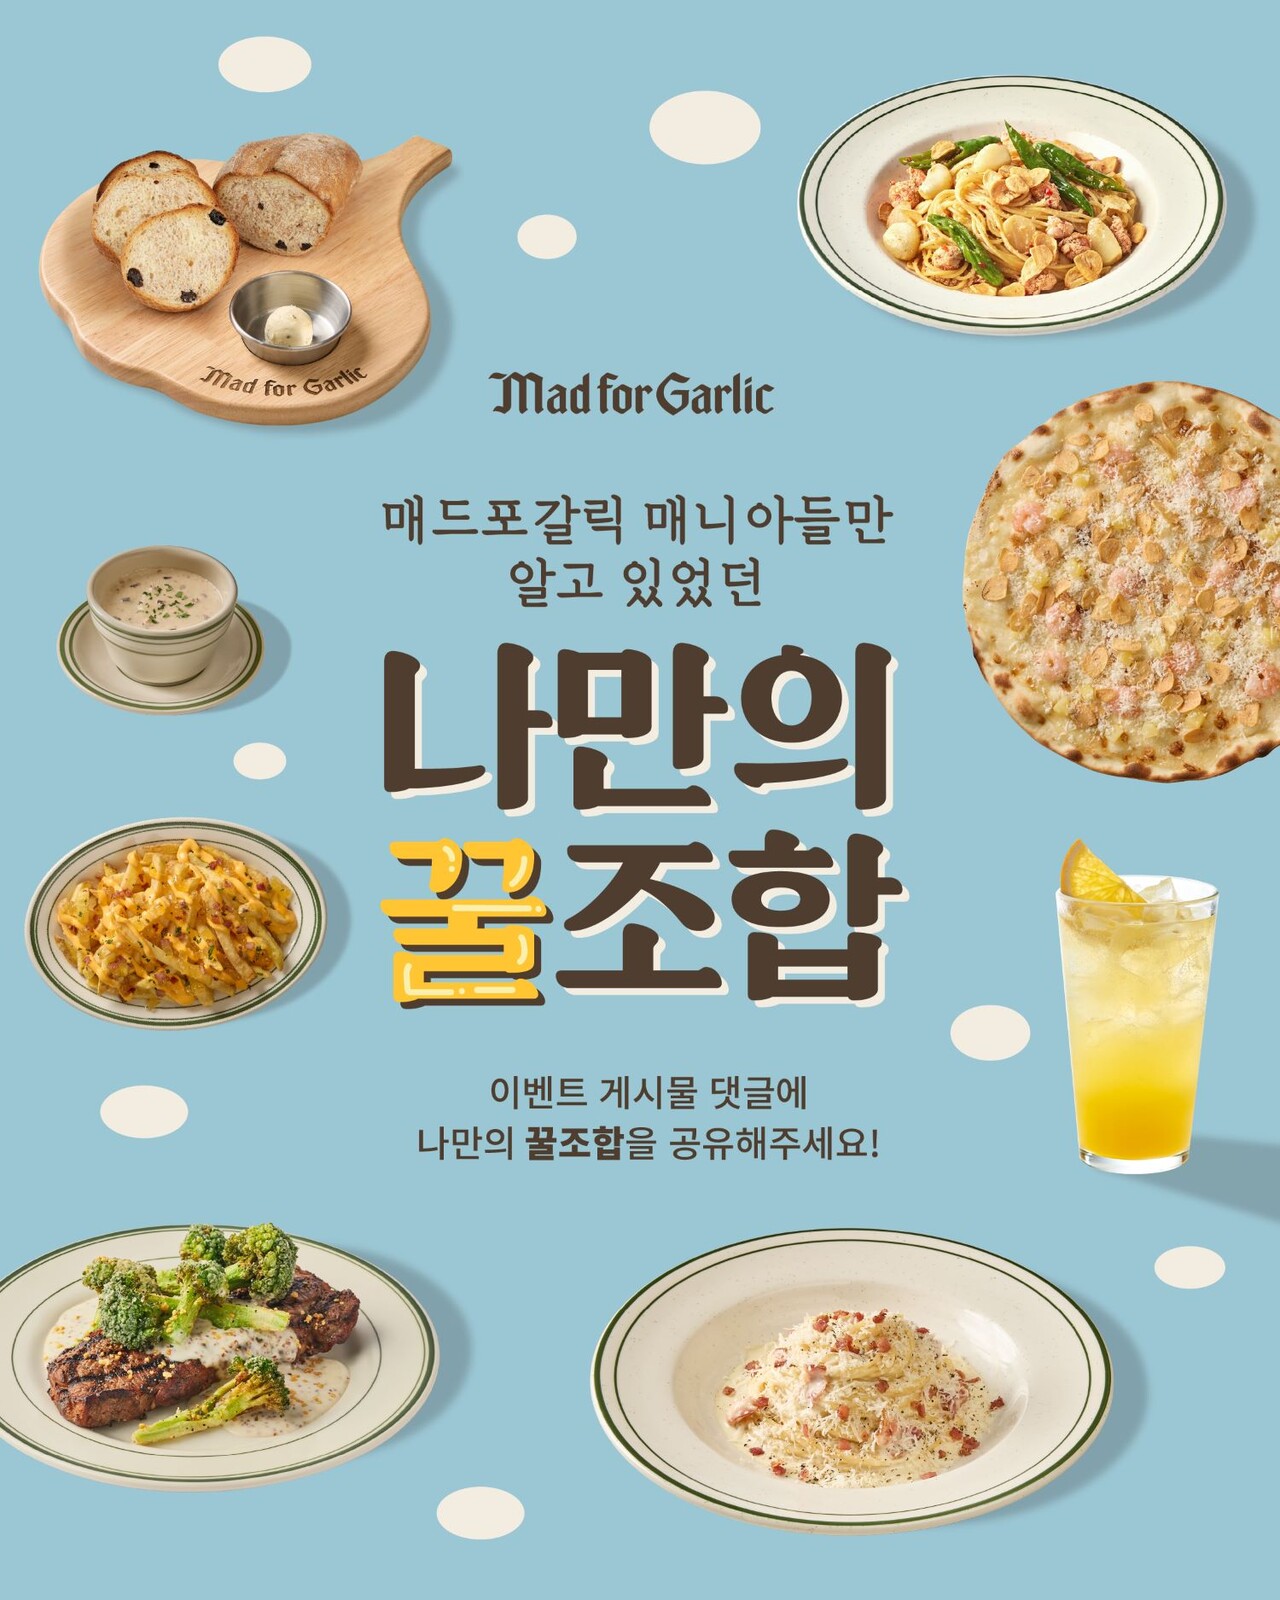 Mad for Garlic
Mad for Garlic
매드포갈릭 매니아들만
알고 있었던
나만의
꿀조합
이벤트 게시물 댓글에
나만의 꿀조합을 공유해주세요!